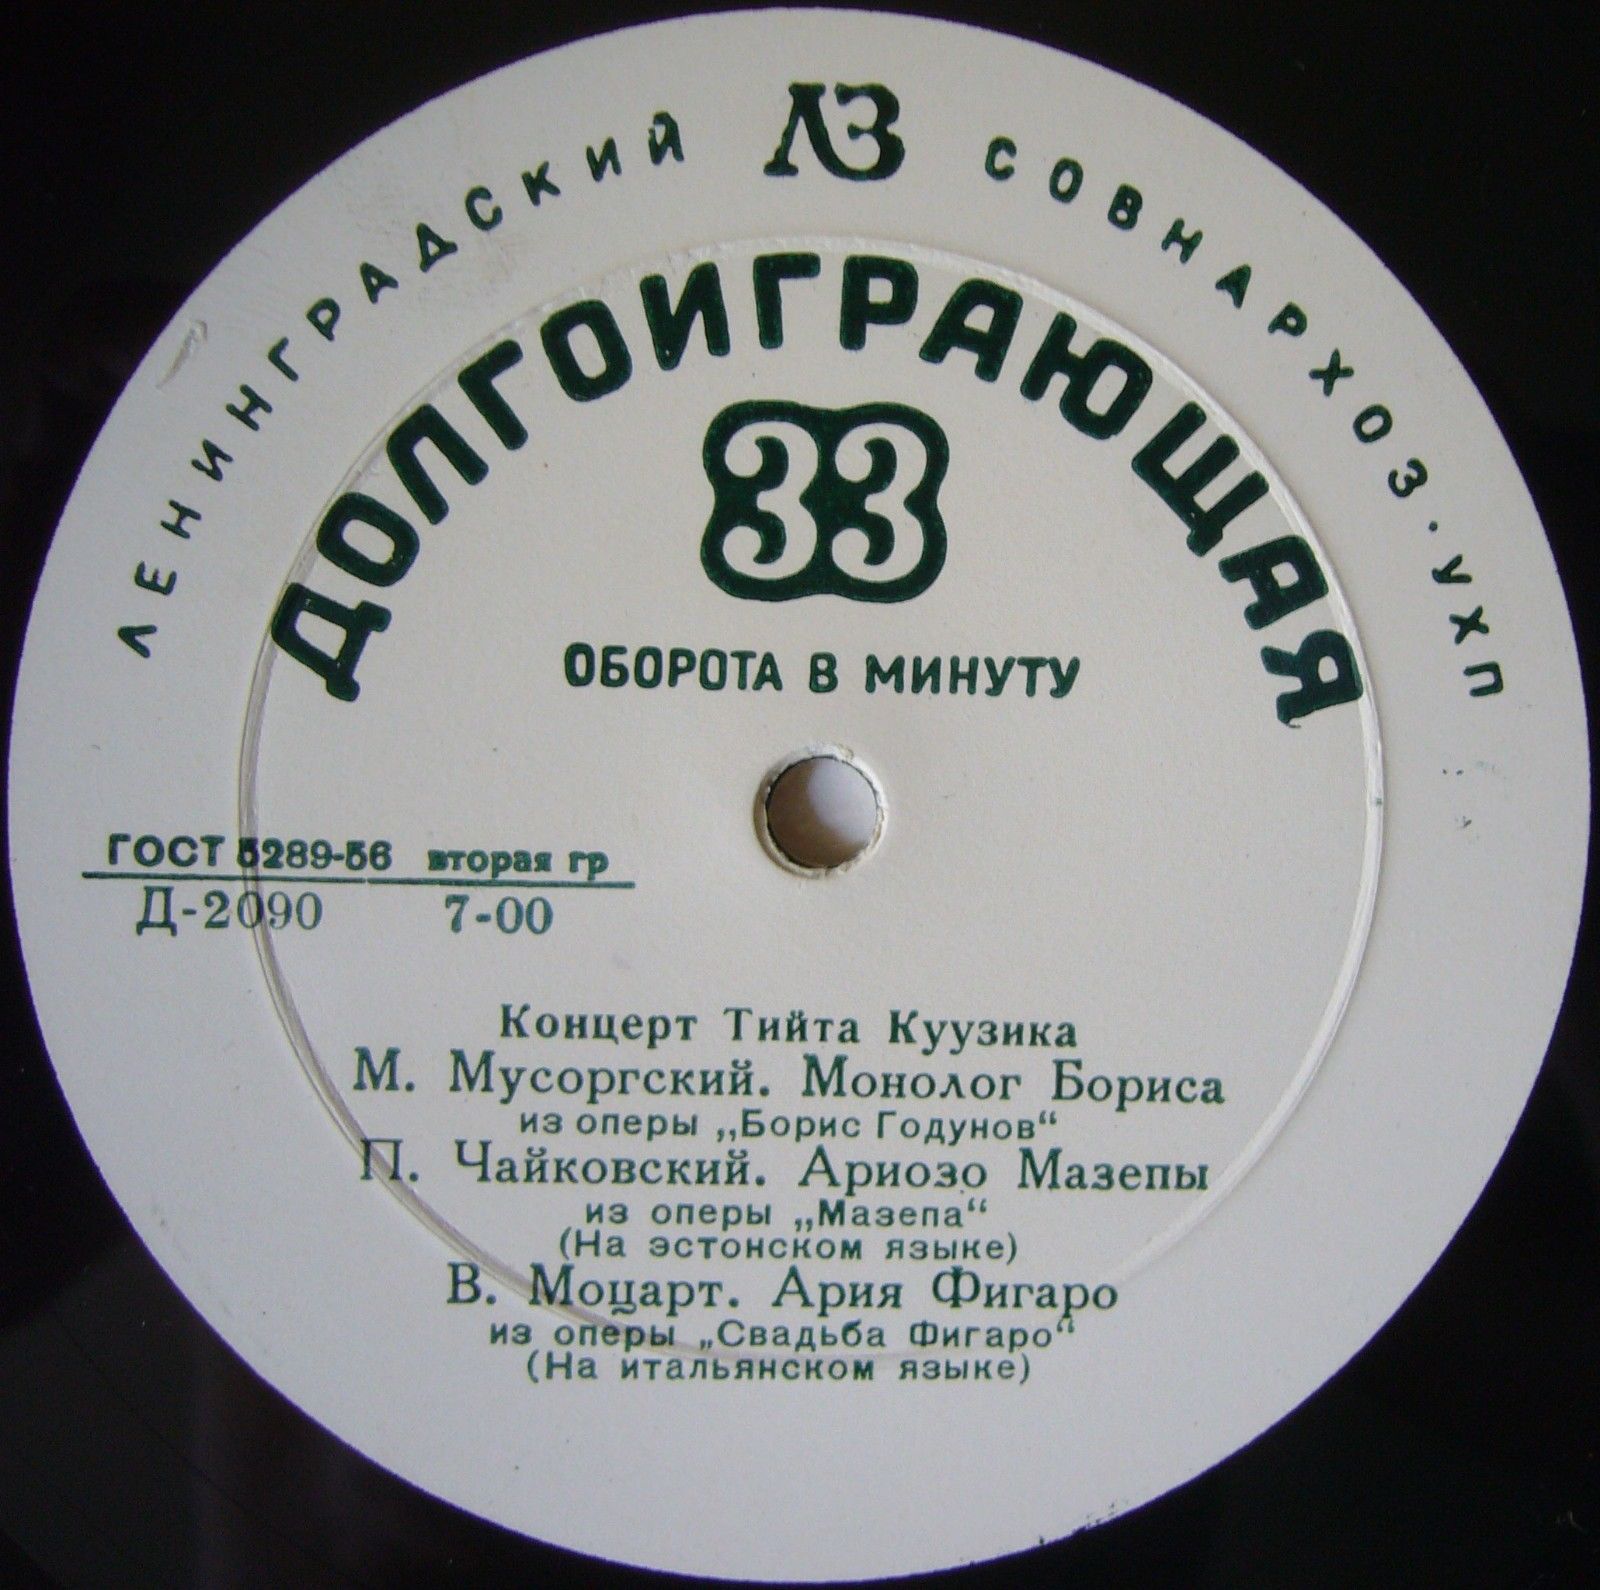 ЛЕНИНГРАДСКИЙ ЛЗ СОВНАРХОЗ · УХП
ДОЛГОИГРАЮЩАЯ
33
ОБОРОТА В МИНУТУ
ГОСТ 5289-56 вторая гр
Д-2090 7-00
Концерт Тийта Куузика
М. Мусоргский. Монолог Бориса
из оперы „Борис Годунов“
П. Чайковский. Ариозо Мазепы
из оперы „Мазепа“
(На эстонском языке)
В. Моцарт. Ария Фигаро
из оперы „Свадьба Фигаро“
(На итальянском языке)